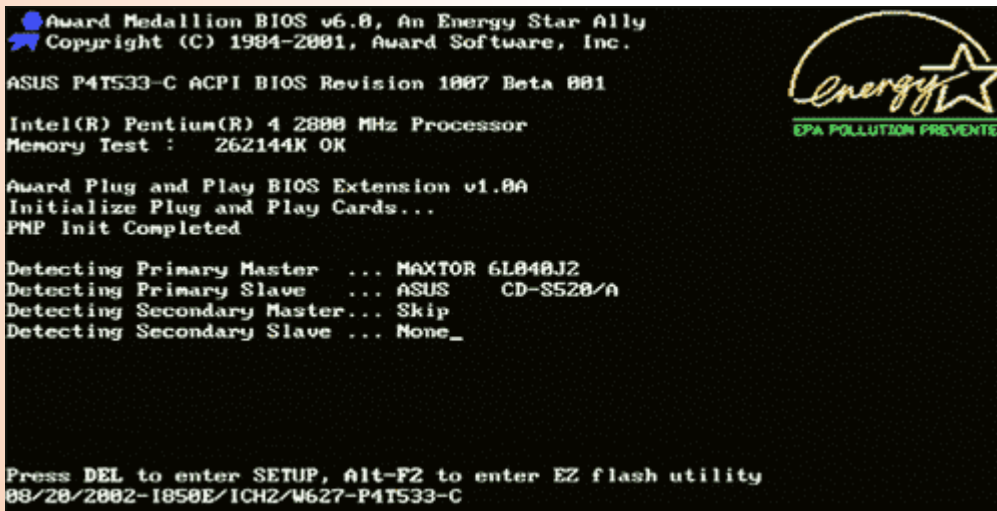 Award Medallion BIOS v6.0, An Energy Star Ally
Copyright (C) 1984-2001, Award Software, Inc.
energy
EPA POLLUTION PREVENTE
ASUS P4T533-C ACPI BIOS Revision 1007 Beta 001
Intel(R) Pentium(R) 4 2800 MHz Processor
Memory Test :   262144K OK
Award Plug and Play BIOS Extension v1.0A
Initialize Plug and Play Cards...
PNP Init Completed
Detecting Primary Master  ... MAXTOR 6L040J2
Detecting Primary Slave   ... ASUS    CD-S520/A
Detecting Secondary Master... Skip
Detecting Secondary Slave ... None_
Press DEL to enter SETUP, Alt-F2 to enter EZ flash utility
08/20/2002-I850E/ICH2/W627-P4T533-C